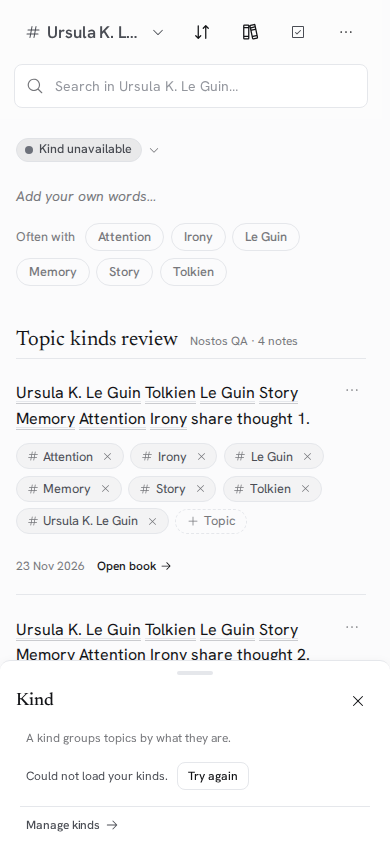 # Ursula K. L...
Search in Ursula K. Le Guin...
Kind unavailable
Add your own words...
Often with Attention Irony Le Guin
Memory Story Tolkien
Topic kinds review Nostos QA · 4 notes
Ursula K. Le Guin Tolkien Le Guin Story
Memory Attention Irony share thought 1.
# Attention × # Irony × # Le Guin ×
# Memory × # Story × # Tolkien ×
# Ursula K. Le Guin × + Topic
23 Nov 2026 Open book →
Ursula K. Le Guin Tolkien Le Guin Story
Memory Attention Irony share thought 2.
Kind
A kind groups topics by what they are.
Could not load your kinds. Try again
Manage kinds →